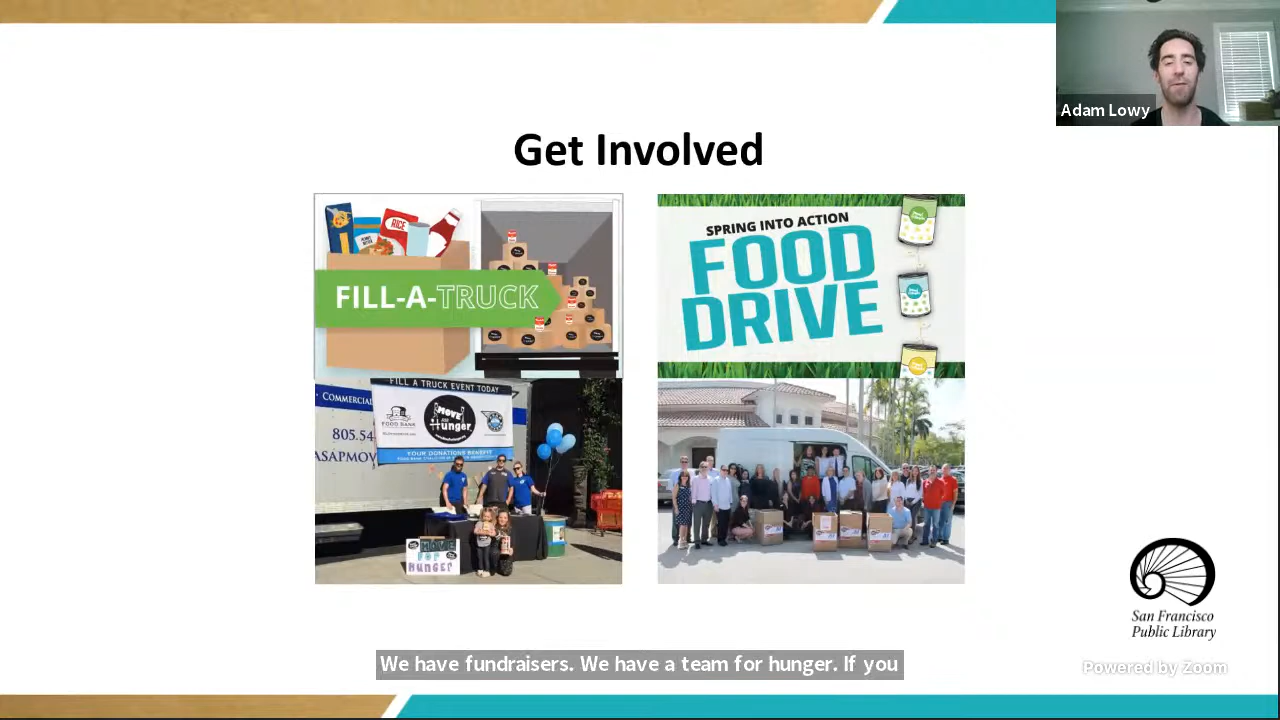 Adam Lowy
Get Involved
RICE
FILL-A-TRUCK
SPRING INTO ACTION
FOOD
DRIVE
FILL A TRUCK EVENT TODAY
COMMERCIAL
805.54
ASAPMOV
FOOD BANK
MOVE
FOR
Hunger
YOUR DONATIONS BENEFIT
MOVE
FOR
HUNGER
San Francisco
Public Library
We have fundraisers. We have a team for hunger. If you
Powered by Zoom